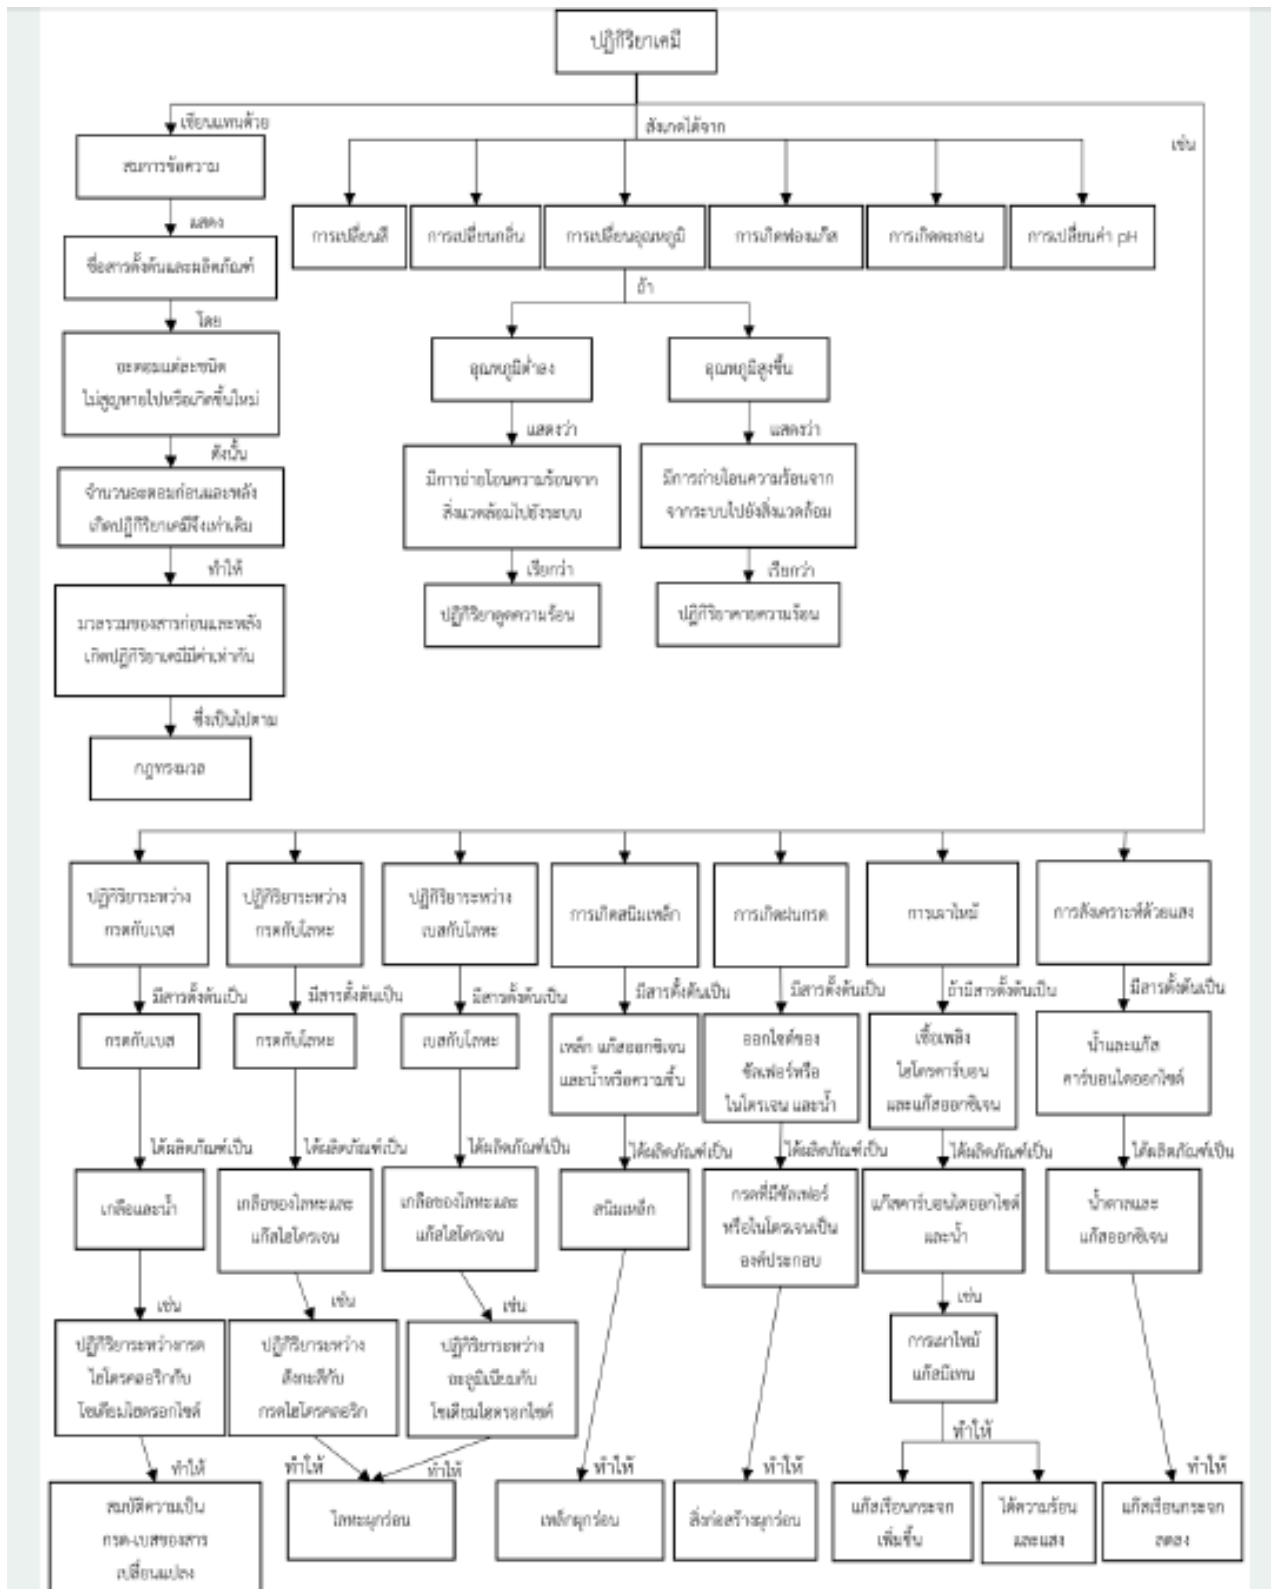 ปฏิกิริยาเคมี
เขียนแทนด้วย
สังเกตได้จาก
เช่น
สมการข้อความ
แสดง
การเปลี่ยนสี
การเปลี่ยนกลิ่น
การเปลี่ยนอุณหภูมิ
การเกิดฟองแก๊ส
การเกิดตะกอน
การเปลี่ยนค่า pH
ชื่อสารตั้งต้นและผลิตภัณฑ์
ถ้า
โดย
อะตอมแต่ละชนิด
ไม่สูญหายไปหรือเกิดขึ้นใหม่
อุณหภูมิต่ำลง
อุณหภูมิสูงขึ้น
แสดงว่า
แสดงว่า
ดังนั้น
จำนวนอะตอมก่อนและหลัง
เกิดปฏิกิริยาเคมีจึงเท่าเดิม
มีการถ่ายโอนความร้อนจาก
สิ่งแวดล้อมไปยังระบบ
มีการถ่ายโอนความร้อนจาก
จากระบบไปยังสิ่งแวดล้อม
ทำให้
เรียกว่า
เรียกว่า
มวลรวมของสารก่อนและหลัง
เกิดปฏิกิริยาเคมีมีค่าเท่ากัน
ปฏิกิริยาดูดความร้อน
ปฏิกิริยาคายความร้อน
ซึ่งเป็นไปตาม
กฎทรงมวล
ปฏิกิริยาระหว่าง
กรดกับเบส
ปฏิกิริยาระหว่าง
กรดกับโลหะ
ปฏิกิริยาระหว่าง
เบสกับโลหะ
การเกิดสนิมเหล็ก
การเกิดฝนกรด
การเผาไหม้
การสังเคราะห์ด้วยแสง
มีสารตั้งต้นเป็น
มีสารตั้งต้นเป็น
มีสารตั้งต้นเป็น
มีสารตั้งต้นเป็น
มีสารตั้งต้นเป็น
ถ้ามีสารตั้งต้นเป็น
มีสารตั้งต้นเป็น
กรดกับเบส
กรดกับโลหะ
เบสกับโลหะ
เหล็ก แก๊สออกซิเจน
และน้ำหรือความชื้น
ออกไซด์ของ
ซัลเฟอร์หรือ
ไนโตรเจน และน้ำ
เชื้อเพลิง
ไฮโดรคาร์บอน
และแก๊สออกซิเจน
น้ำและแก๊ส
คาร์บอนไดออกไซด์
ได้ผลิตภัณฑ์เป็น
ได้ผลิตภัณฑ์เป็น
ได้ผลิตภัณฑ์เป็น
ได้ผลิตภัณฑ์เป็น
ได้ผลิตภัณฑ์เป็น
ได้ผลิตภัณฑ์เป็น
ได้ผลิตภัณฑ์เป็น
เกลือและน้ำ
เกลือของโลหะและ
แก๊สไฮโดรเจน
เกลือของโลหะและ
แก๊สไฮโดรเจน
สนิมเหล็ก
กรดที่มีซัลเฟอร์
หรือไนโตรเจนเป็น
องค์ประกอบ
แก๊สคาร์บอนไดออกไซด์
และน้ำ
น้ำตาลและ
แก๊สออกซิเจน
เช่น
เช่น
เช่น
เช่น
ปฏิกิริยาระหว่างกรด
ไฮโดรคลอริกกับ
โซเดียมไฮดรอกไซด์
ปฏิกิริยาระหว่าง
สังกะสีกับ
กรดไฮโดรคลอริก
ปฏิกิริยาระหว่าง
อะลูมิเนียมกับ
โซเดียมไฮดรอกไซด์
การเผาไหม้
แก๊สมีเทน
ทำให้
ทำให้
ทำให้
ทำให้
ทำให้
ทำให้
ทำให้
สมบัติความเป็น
กรด-เบสของสาร
เปลี่ยนแปลง
โลหะผุกร่อน
เหล็กผุกร่อน
สิ่งก่อสร้างผุกร่อน
แก๊สเรือนกระจก
เพิ่มขึ้น
ได้ความร้อน
และแสง
แก๊สเรือนกระจก
ลดลง